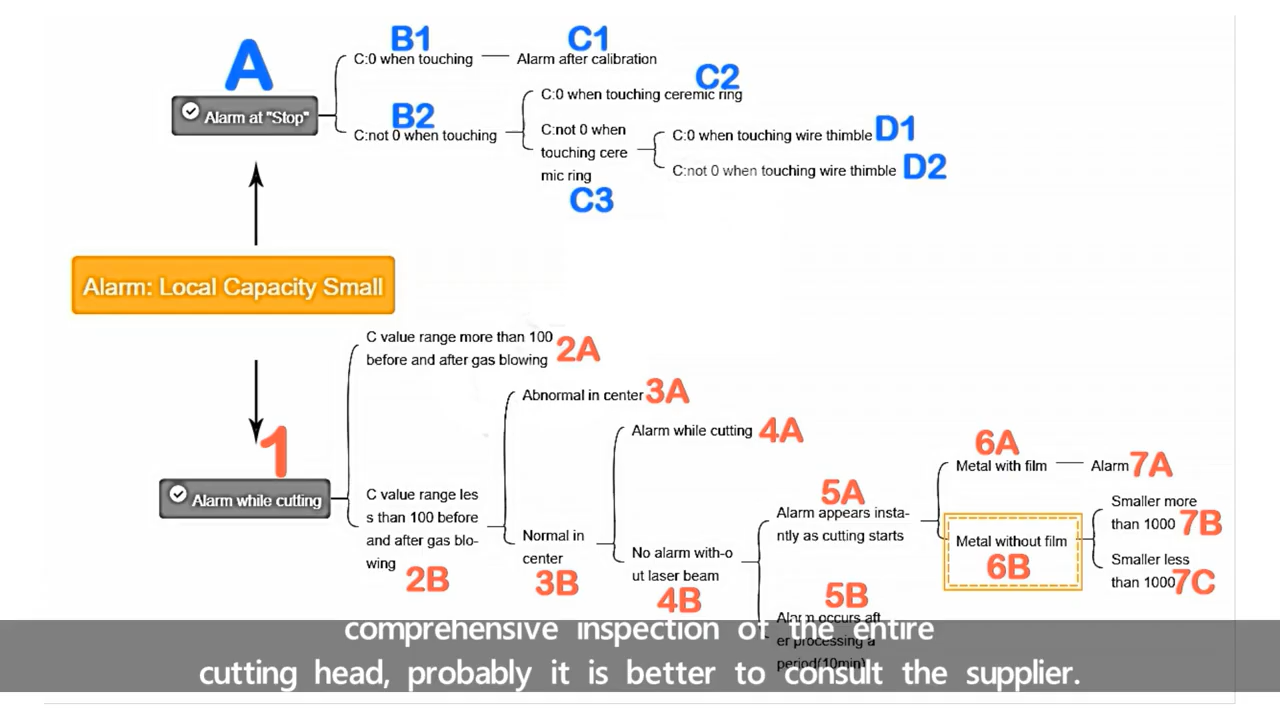 A
Alarm at "Stop"
B1
C:0 when touching
C1
Alarm after calibration
B2
C:not 0 when touching
C2
C:0 when touching ceremic ring
C:not 0 when
touching cere
mic ring
C3
C:0 when touching wire thimble D1
C:not 0 when touching wire thimble D2
Alarm: Local Capacity Small
1
Alarm while cutting
C value range more than 100
before and after gas blowing 2A
C value range les
s than 100 before
and after gas blo-
wing 2B
Abnormal in center 3A
Normal in
center
3B
Alarm while cutting 4A
No alarm with-o
ut laser beam
4B
5A
Alarm appears insta-
ntly as cutting starts
5B
Alarm occurs aft
er processing a
period(10min)
6A
Metal with film
Alarm 7A
Metal without film
6B
Smaller more
than 1000 7B
Smaller less
than 1000 7C
comprehensive inspection of the entire
cutting head, probably it is better to consult the supplier.